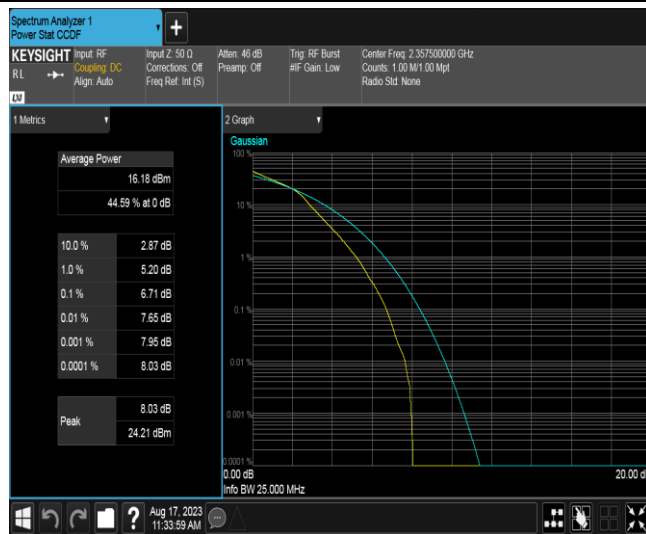 Spectrum Analyzer 1
Power Stat CCDF
+
KEYSIGHT
RL
Input: RF
Coupling: DC
Align: Auto
Input Z: 50 Ω
Corrections: Off
Freq Ref: Int (S)
Atten: 46 dB
Preamp: Off
Trig: RF Burst
#IF Gain: Low
Center Freq: 2.357500000 GHz
Counts: 1.00 M/1.00 Mpt
Radio Std: None
LXI
1 Metrics
Average Power
16.18 dBm
44.59 % at 0 dB
10.0 % 2.87 dB
1.0 % 5.20 dB
0.1 % 6.71 dB
0.01 % 7.65 dB
0.001 % 7.95 dB
0.0001 % 8.03 dB
Peak
8.03 dB
24.21 dBm
2 Graph
Gaussian
100 %
10 %
1 %
0.1 %
0.01 %
0.001 %
0.0001 %
0.00 dB
20.00 d
Info BW 25.000 MHz
?
Aug 17, 2023
11:33:59 AM